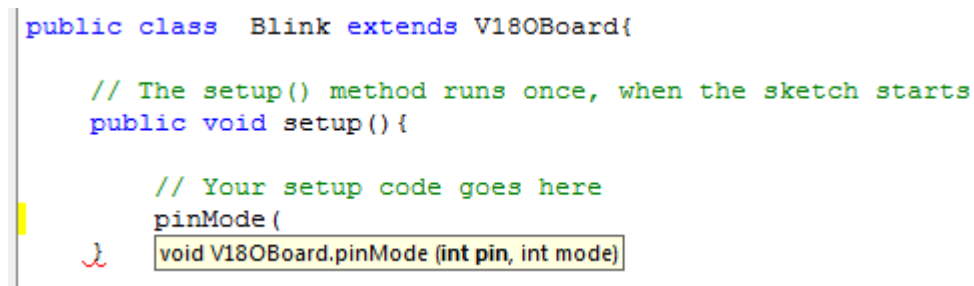 public class  Blink extends V18OBoard{
// The setup() method runs once, when the sketch starts
public void setup(){
// Your setup code goes here
pinMode(
}
void V18OBoard.pinMode (int pin, int mode)